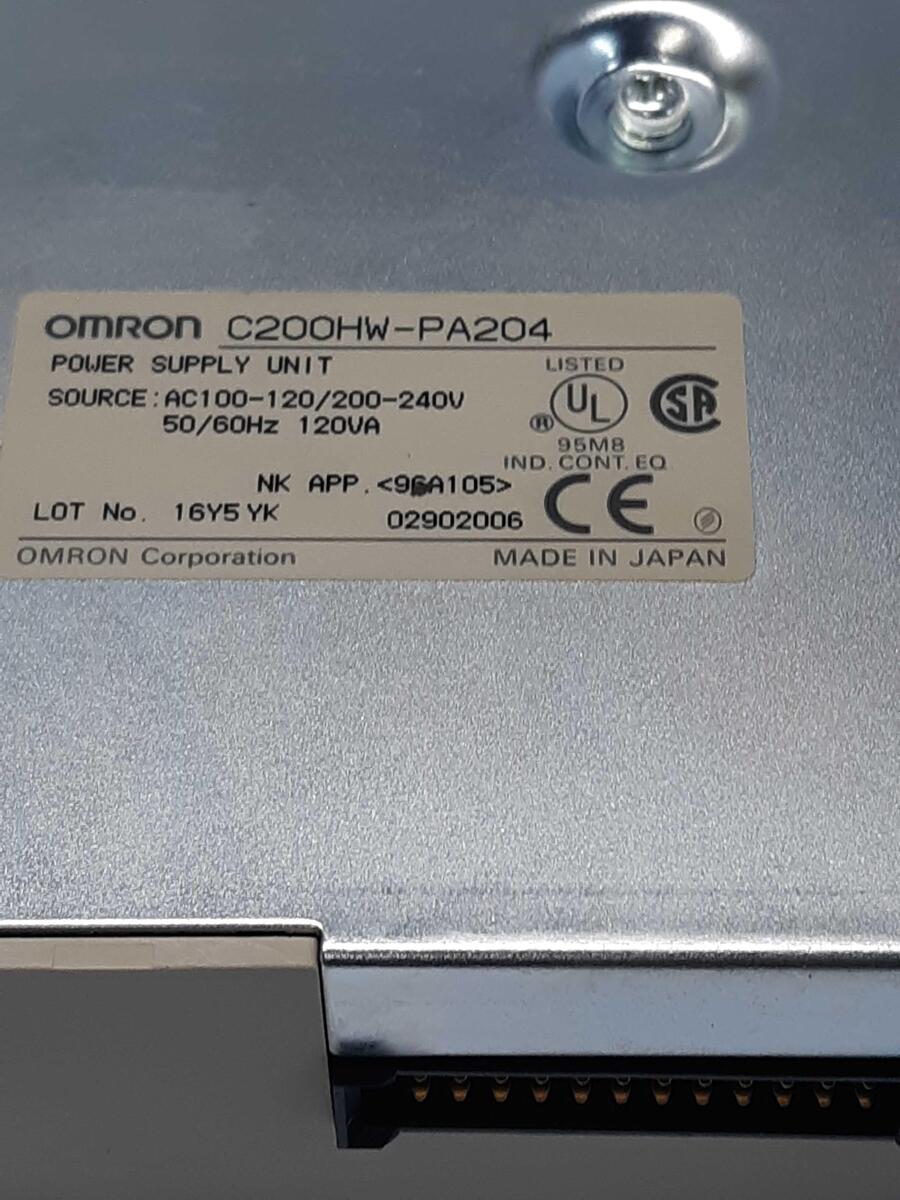 OMRON C200HW-PA204
POWER SUPPLY UNIT
LISTED
SOURCE:AC100-120/200-240V
UL
SA
50/60Hz 120VA
®
95M8
IND. CONT. EQ
NK APP.<96A105>
CE
LOT No. 16Y5 YK
02902006
OMRON Corporation
MADE IN JAPAN